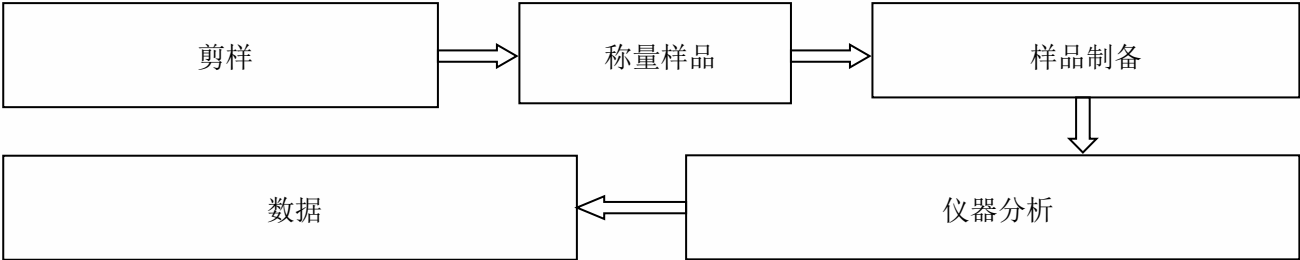 剪样
称量样品
样品制备
仪器分析
数据